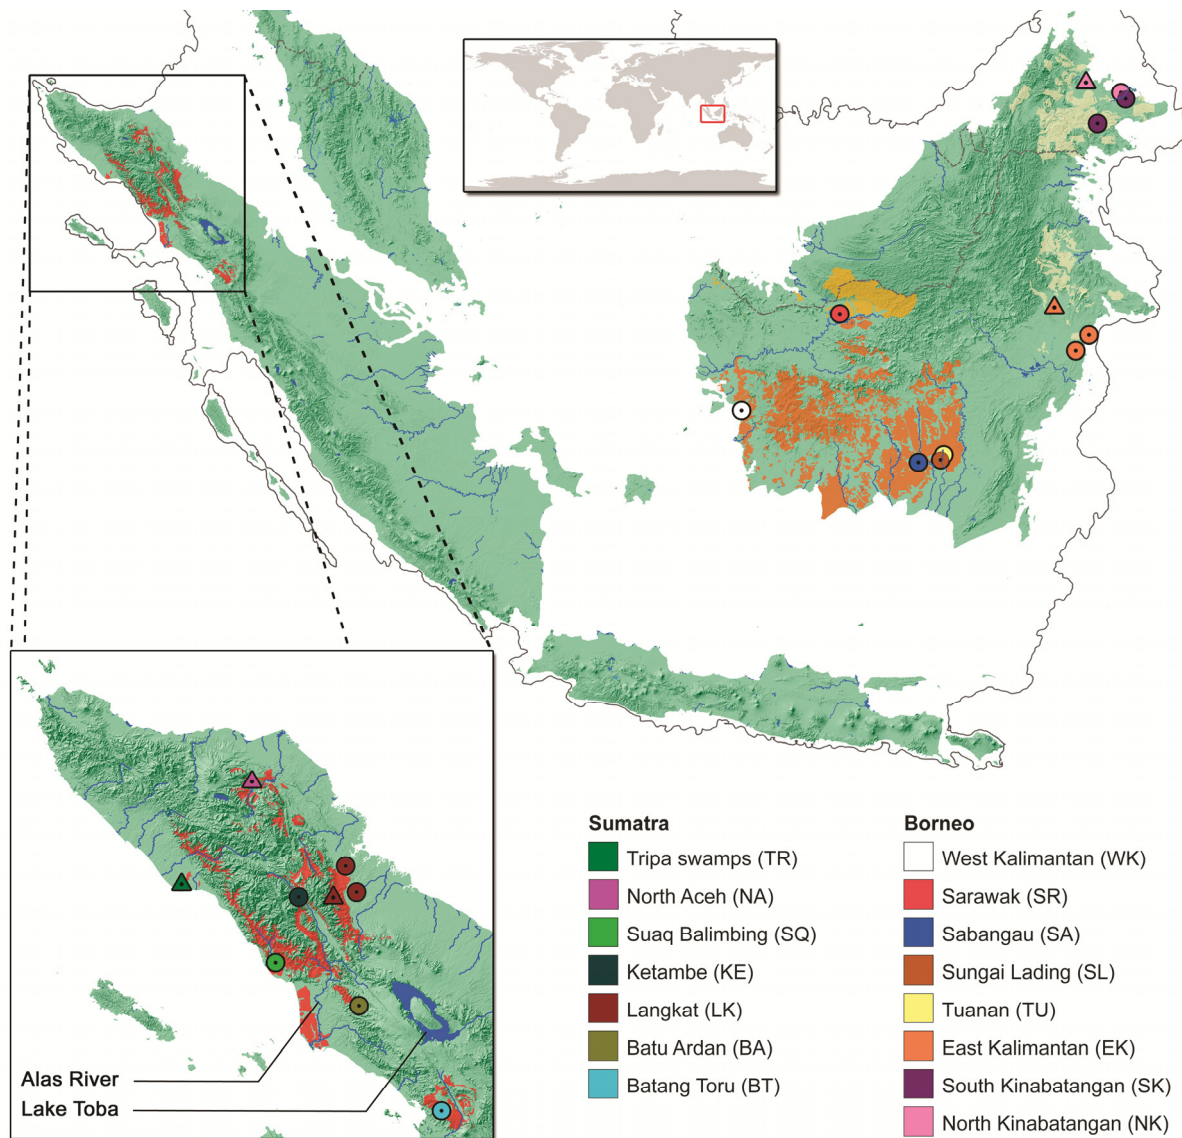 Alas River
Lake Toba
Sumatra
Tripa swamps (TR)
North Aceh (NA)
Suaq Balimbing (SQ)
Ketambe (KE)
Langkat (LK)
Batu Ardan (BA)
Batang Toru (BT)
Borneo
West Kalimantan (WK)
Sarawak (SR)
Sabangau (SA)
Sungai Lading (SL)
Tuanan (TU)
East Kalimantan (EK)
South Kinabatangan (SK)
North Kinabatangan (NK)